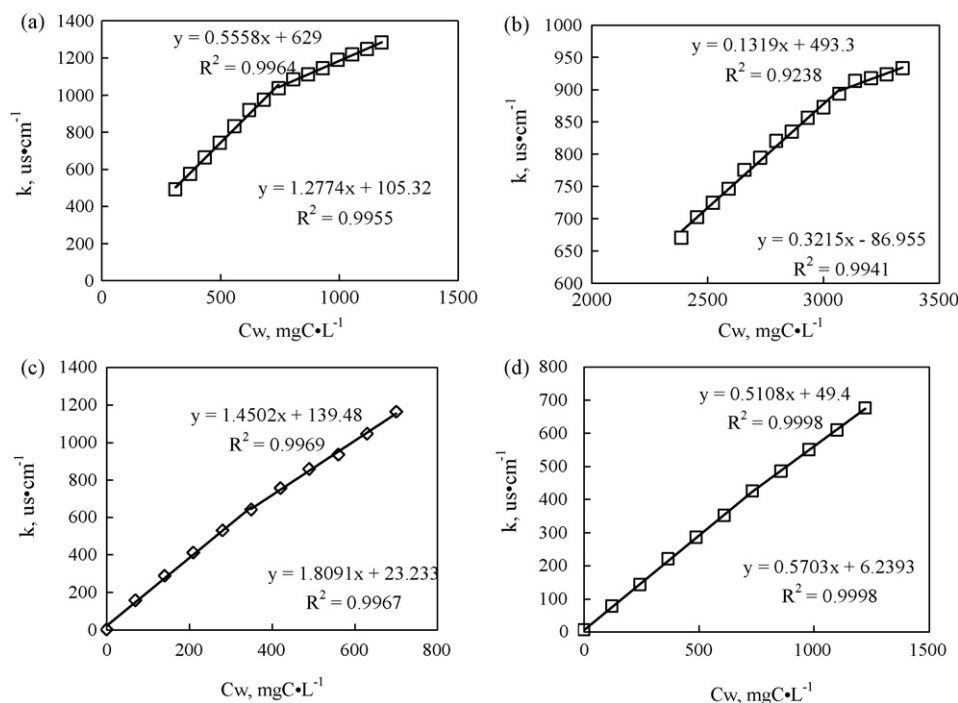 (a)
1400
1200
1000
800
600
400
200
0
k, us•cm⁻¹
y = 0.5558x + 629
R² = 0.9964
y = 1.2774x + 105.32
R² = 0.9955
0 500 1000 1500
Cw, mgC•L⁻¹
(b)
1000
950
900
850
800
750
700
650
600
k, us•cm⁻¹
y = 0.1319x + 493.3
R² = 0.9238
y = 0.3215x - 86.955
R² = 0.9941
2000 2500 3000 3500
Cw, mgC•L⁻¹
(c)
1400
1200
1000
800
600
400
200
0
k, us•cm⁻¹
y = 1.4502x + 139.48
R² = 0.9969
y = 1.8091x + 23.233
R² = 0.9967
0 200 400 600 800
Cw, mgC•L⁻¹
(d)
800
700
600
500
400
300
200
100
0
k, us•cm⁻¹
y = 0.5108x + 49.4
R² = 0.9998
y = 0.5703x + 6.2393
R² = 0.9998
0 500 1000 1500
Cw, mgC•L⁻¹